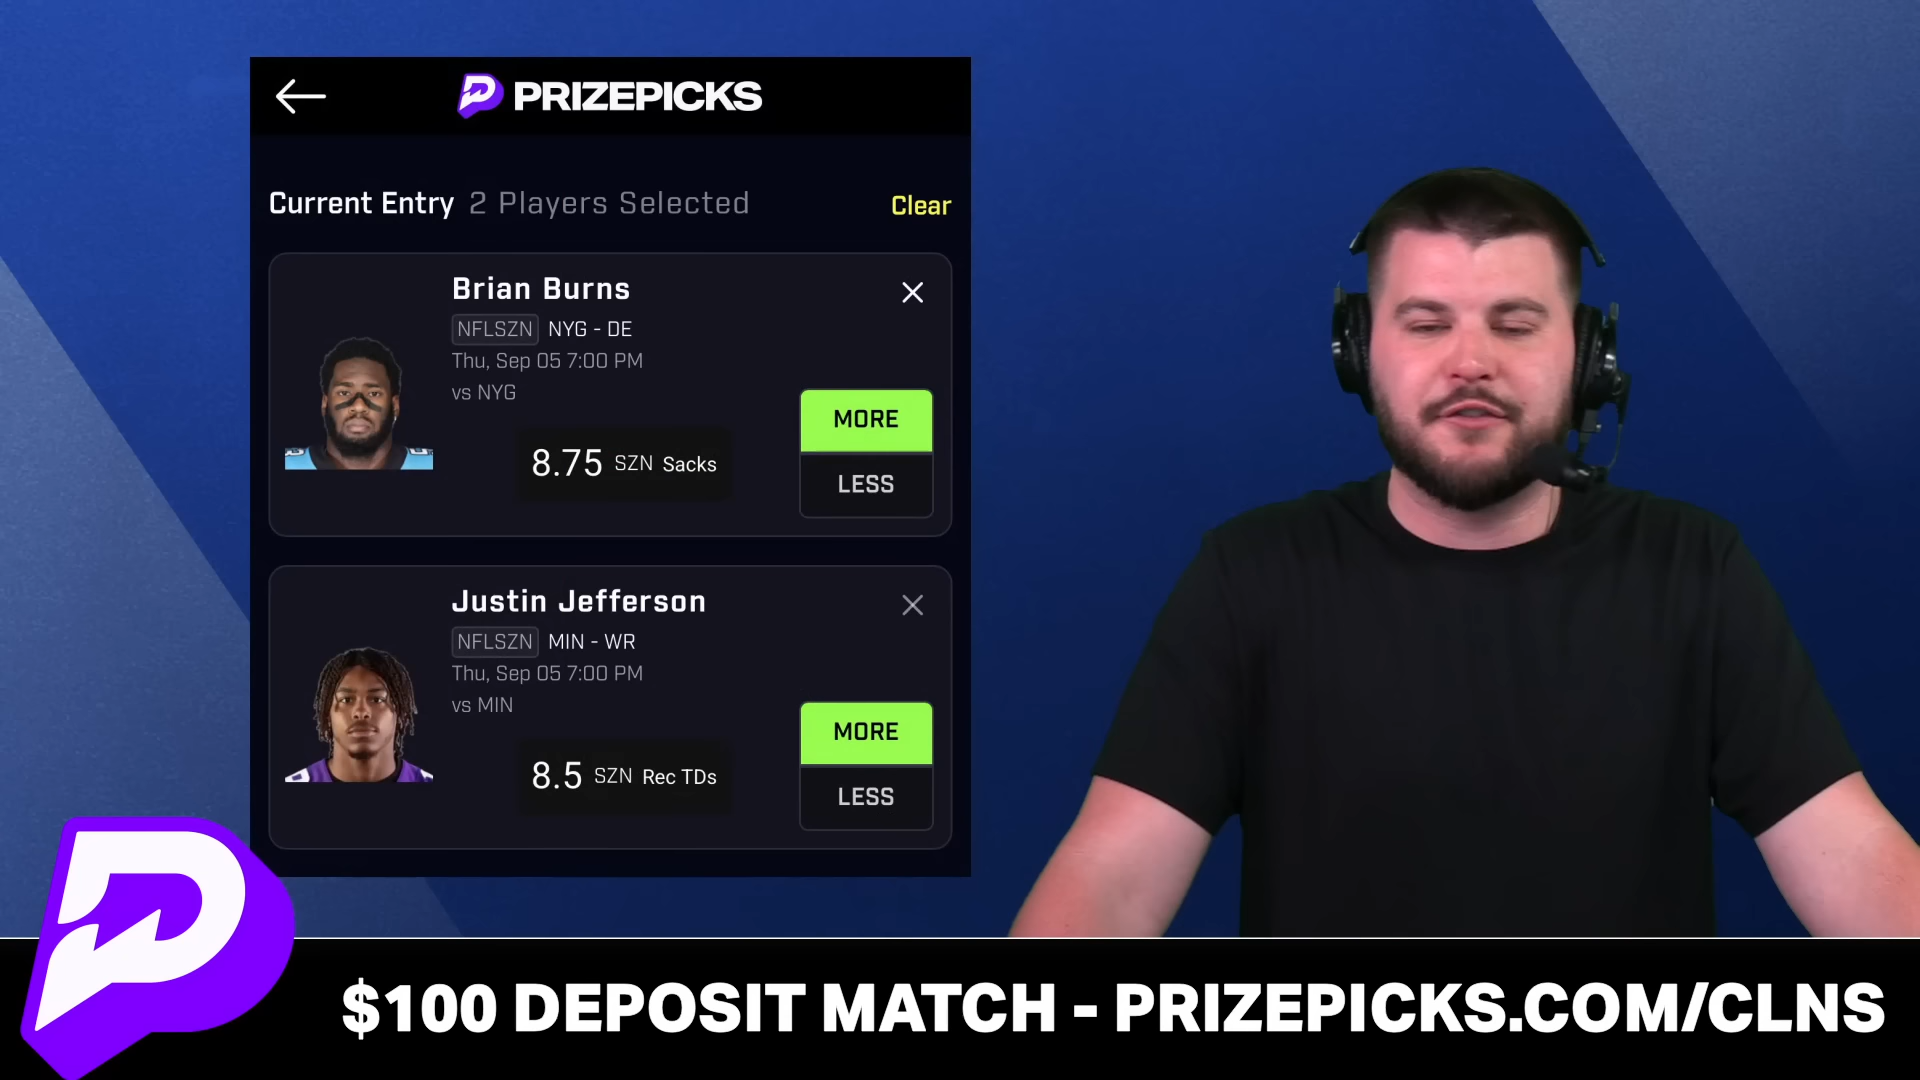 PRIZEPICKS
Current Entry 2 Players Selected Clear
Brian Burns
NFLSZN NYG - DE
Thu, Sep 05 7:00 PM
vs NYG
8.75 SZN Sacks
MORE
LESS
Justin Jefferson
NFLSZN MIN - WR
Thu, Sep 05 7:00 PM
vs MIN
8.5 SZN Rec TDs
MORE
LESS
$100 DEPOSIT MATCH - PRIZEPICKS.COM/CLNS